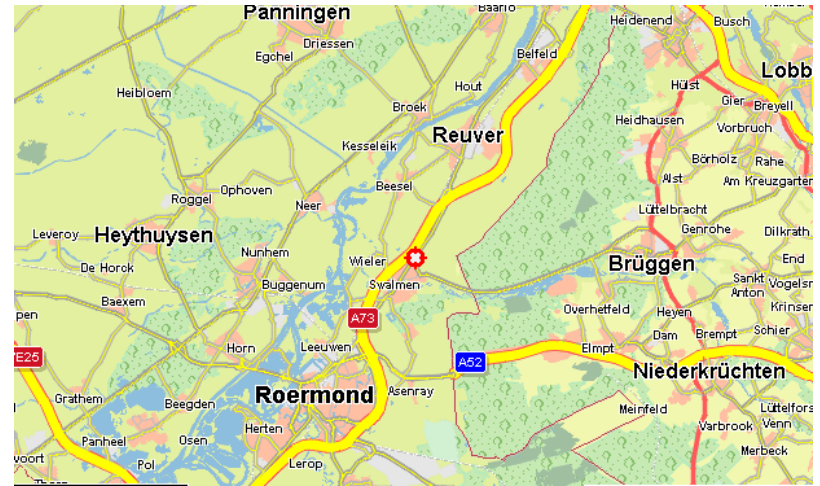 Panningen
Baarlo
Heidenend
Busch
Driessen
Egchel
Belfeld
Lobb
Heibloem
Hout
Hülst
Broek
Gier
Breyell
Reuver
Heidhausen
Vorbruch
Kesseleik
Börholz
Rahe
Beesel
Alst
Am Kreuzgarten
Roggel
Ophoven
Neer
Lüttelbracht
Leveroy
Heythuysen
Genrohe
Dilkrath
Nunhem
Wieler
Brüggen
End
De Horck
Buggenum
Swalmen
Sankt
Anton
Vogelsr
Baexem
Overhetfeld
Heyen
Krinser
pen
A73
Dam
Brempt
Schier
E25
Horn
Leeuwen
A52
Elmpt
Niederkrüchten
Grathem
Beegden
Roermond
Asenray
Meinfeld
Lüttelfors
Herten
Varbrook
Venn
Panheel
Osen
voort
Pol
Lerop
Merbeck